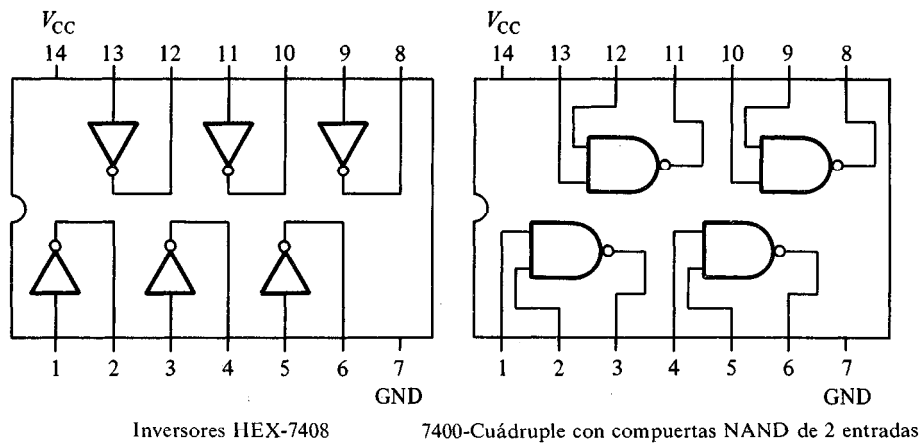 V_CC
14 13 12 11 10 9 8
1 2 3 4 5 6 7
GND
Inversores HEX-7408
V_CC
14 13 12 11 10 9 8
1 2 3 4 5 6 7
GND
7400-Cuádruple con compuertas NAND de 2 entradas